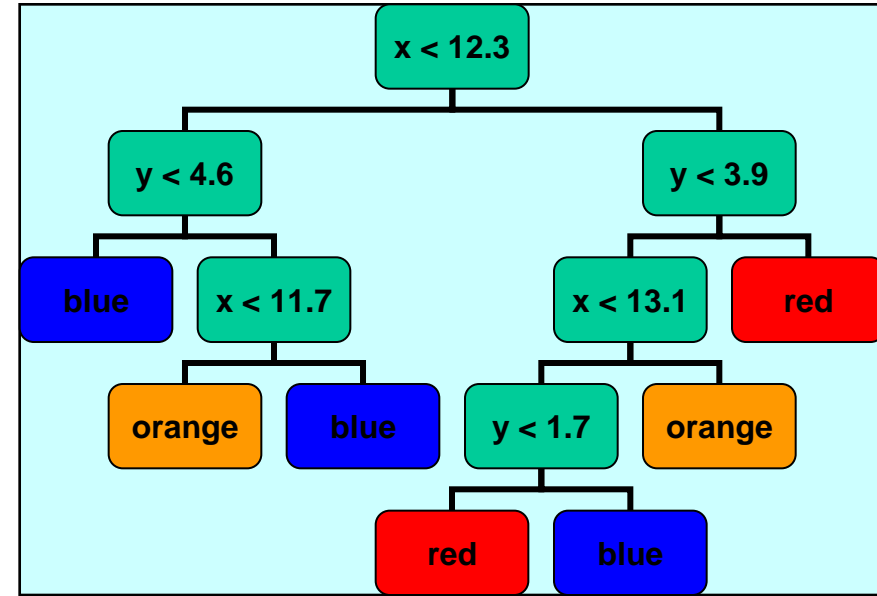 x < 12.3
y < 4.6
y < 3.9
blue
x < 11.7
x < 13.1
red
orange
blue
y < 1.7
orange
red
blue